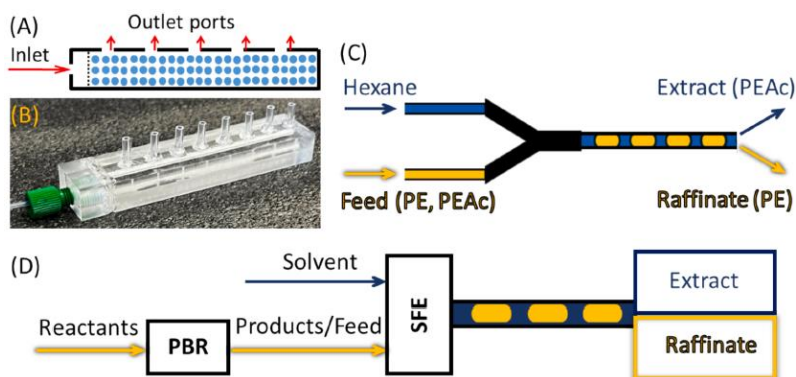 (A)
Outlet ports
Inlet
(B)
(C)
Hexane
Extract (PEAc)
Feed (PE, PEAc)
Raffinate (PE)
(D)
Solvent
Reactants
PBR
Products/Feed
SFE
Extract
Raffinate